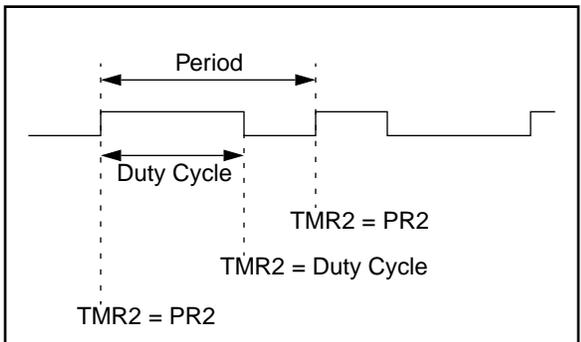 Period
Duty Cycle
TMR2 = PR2
TMR2 = Duty Cycle
TMR2 = PR2